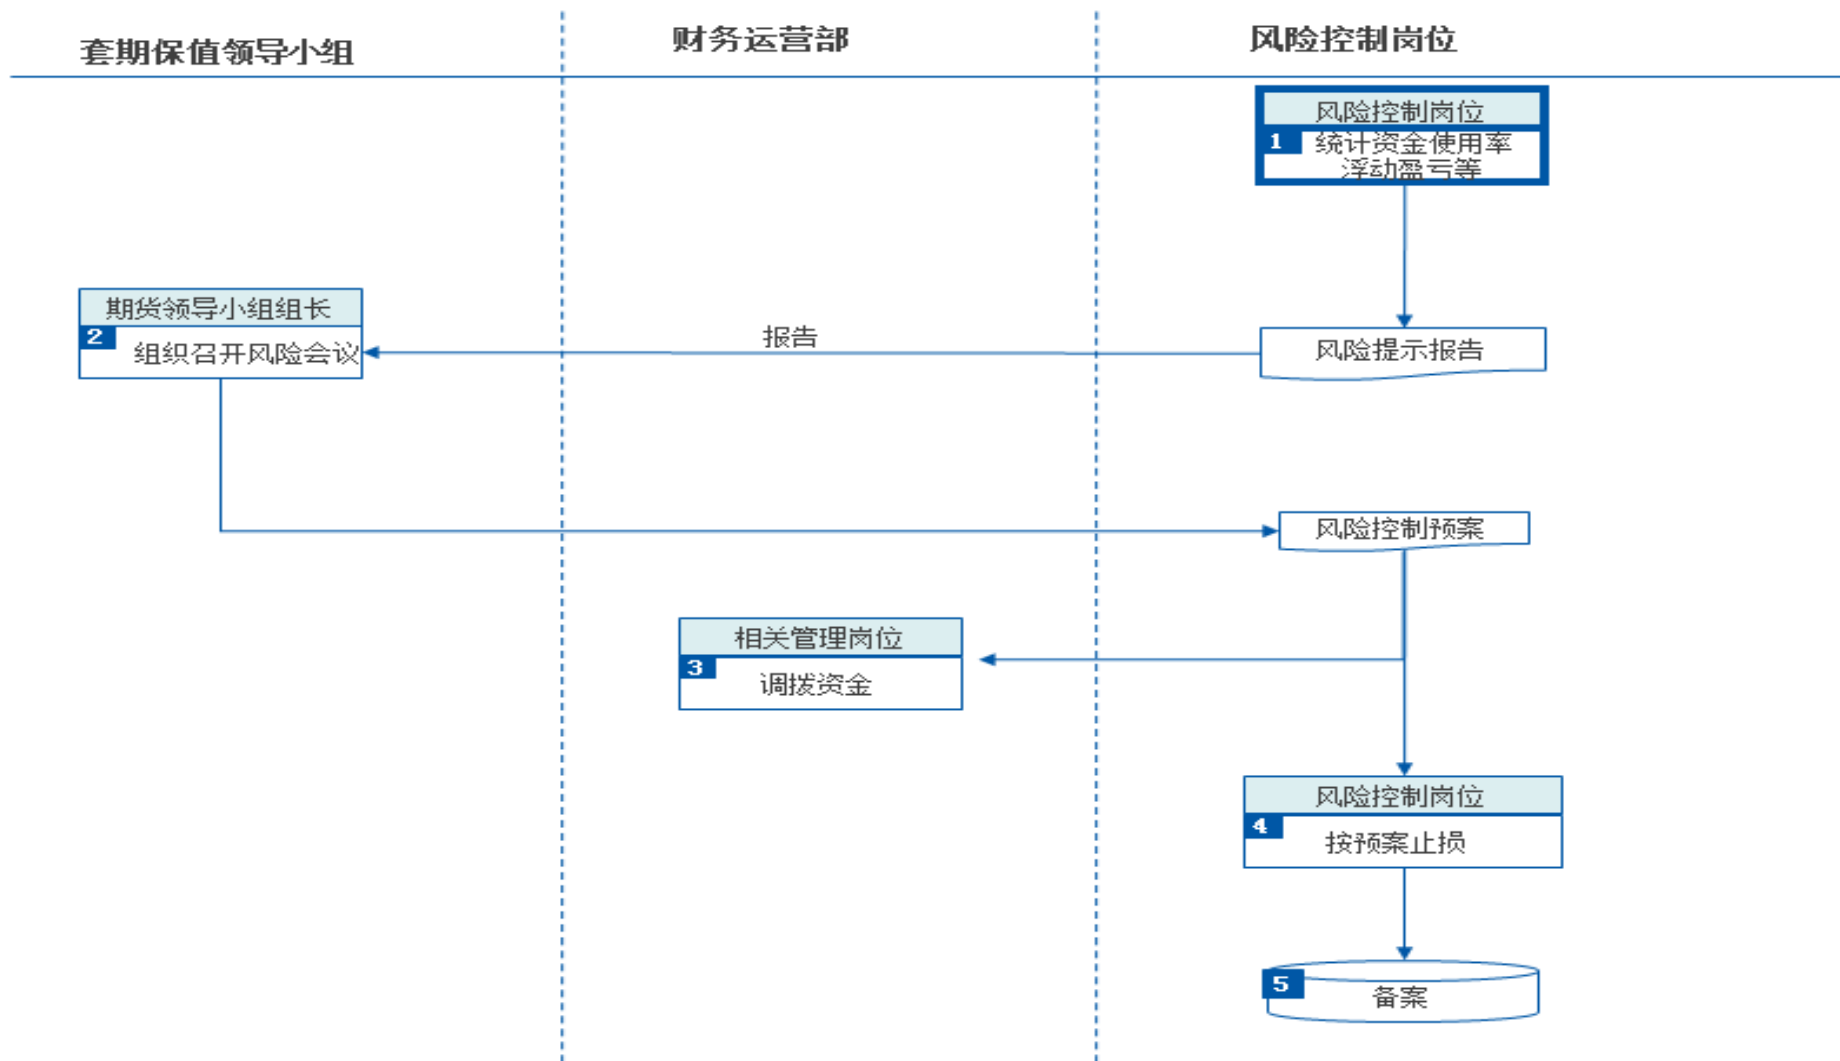 套期保值领导小组
财务运营部
风险控制岗位
风险控制岗位
1
统计资金使用率
浮动盈亏等
期货领导小组组长
2
组织召开风险会议
报告
风险提示报告
风险控制预案
相关管理岗位
3
调拨资金
风险控制岗位
4
按预案止损
5
备案